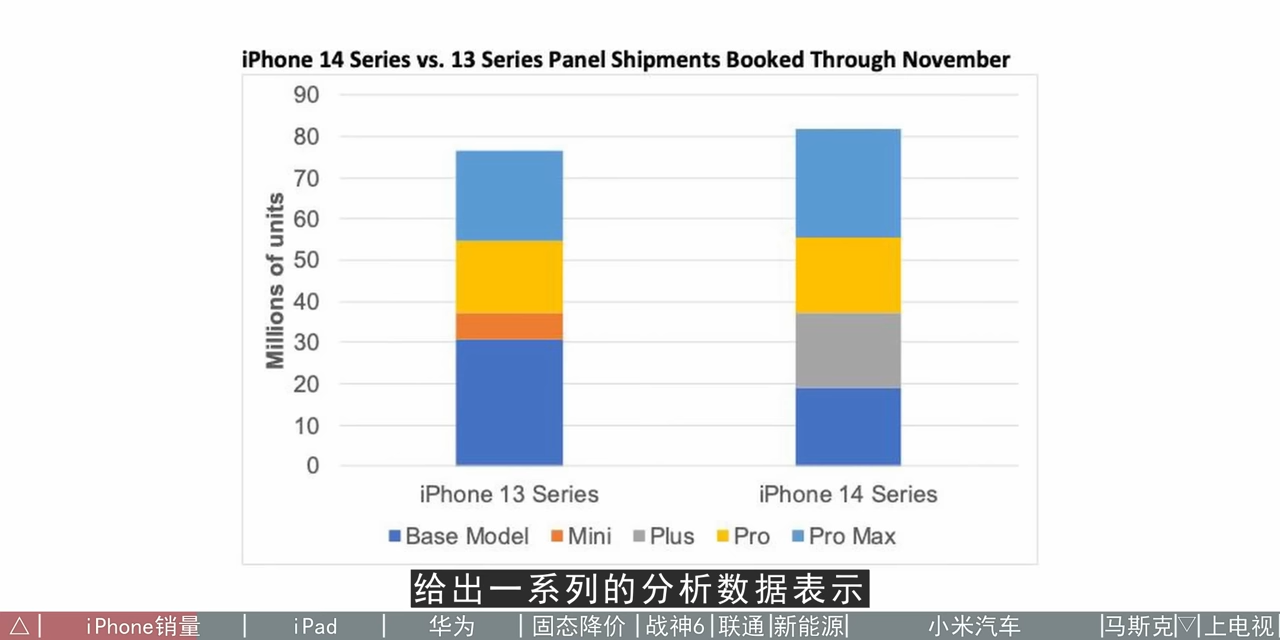 iPhone 14 Series vs. 13 Series Panel Shipments Booked Through November
90
80
70
60
50
40
30
20
10
0
Millions of units
iPhone 13 Series
iPhone 14 Series
Base Model Mini Plus Pro Pro Max
给出一系列的分析数据表示
△| iPhone销量 | iPad | 华为 |固态降价|战神6|联通|新能源| 小米汽车 |马斯克|▽|上电视